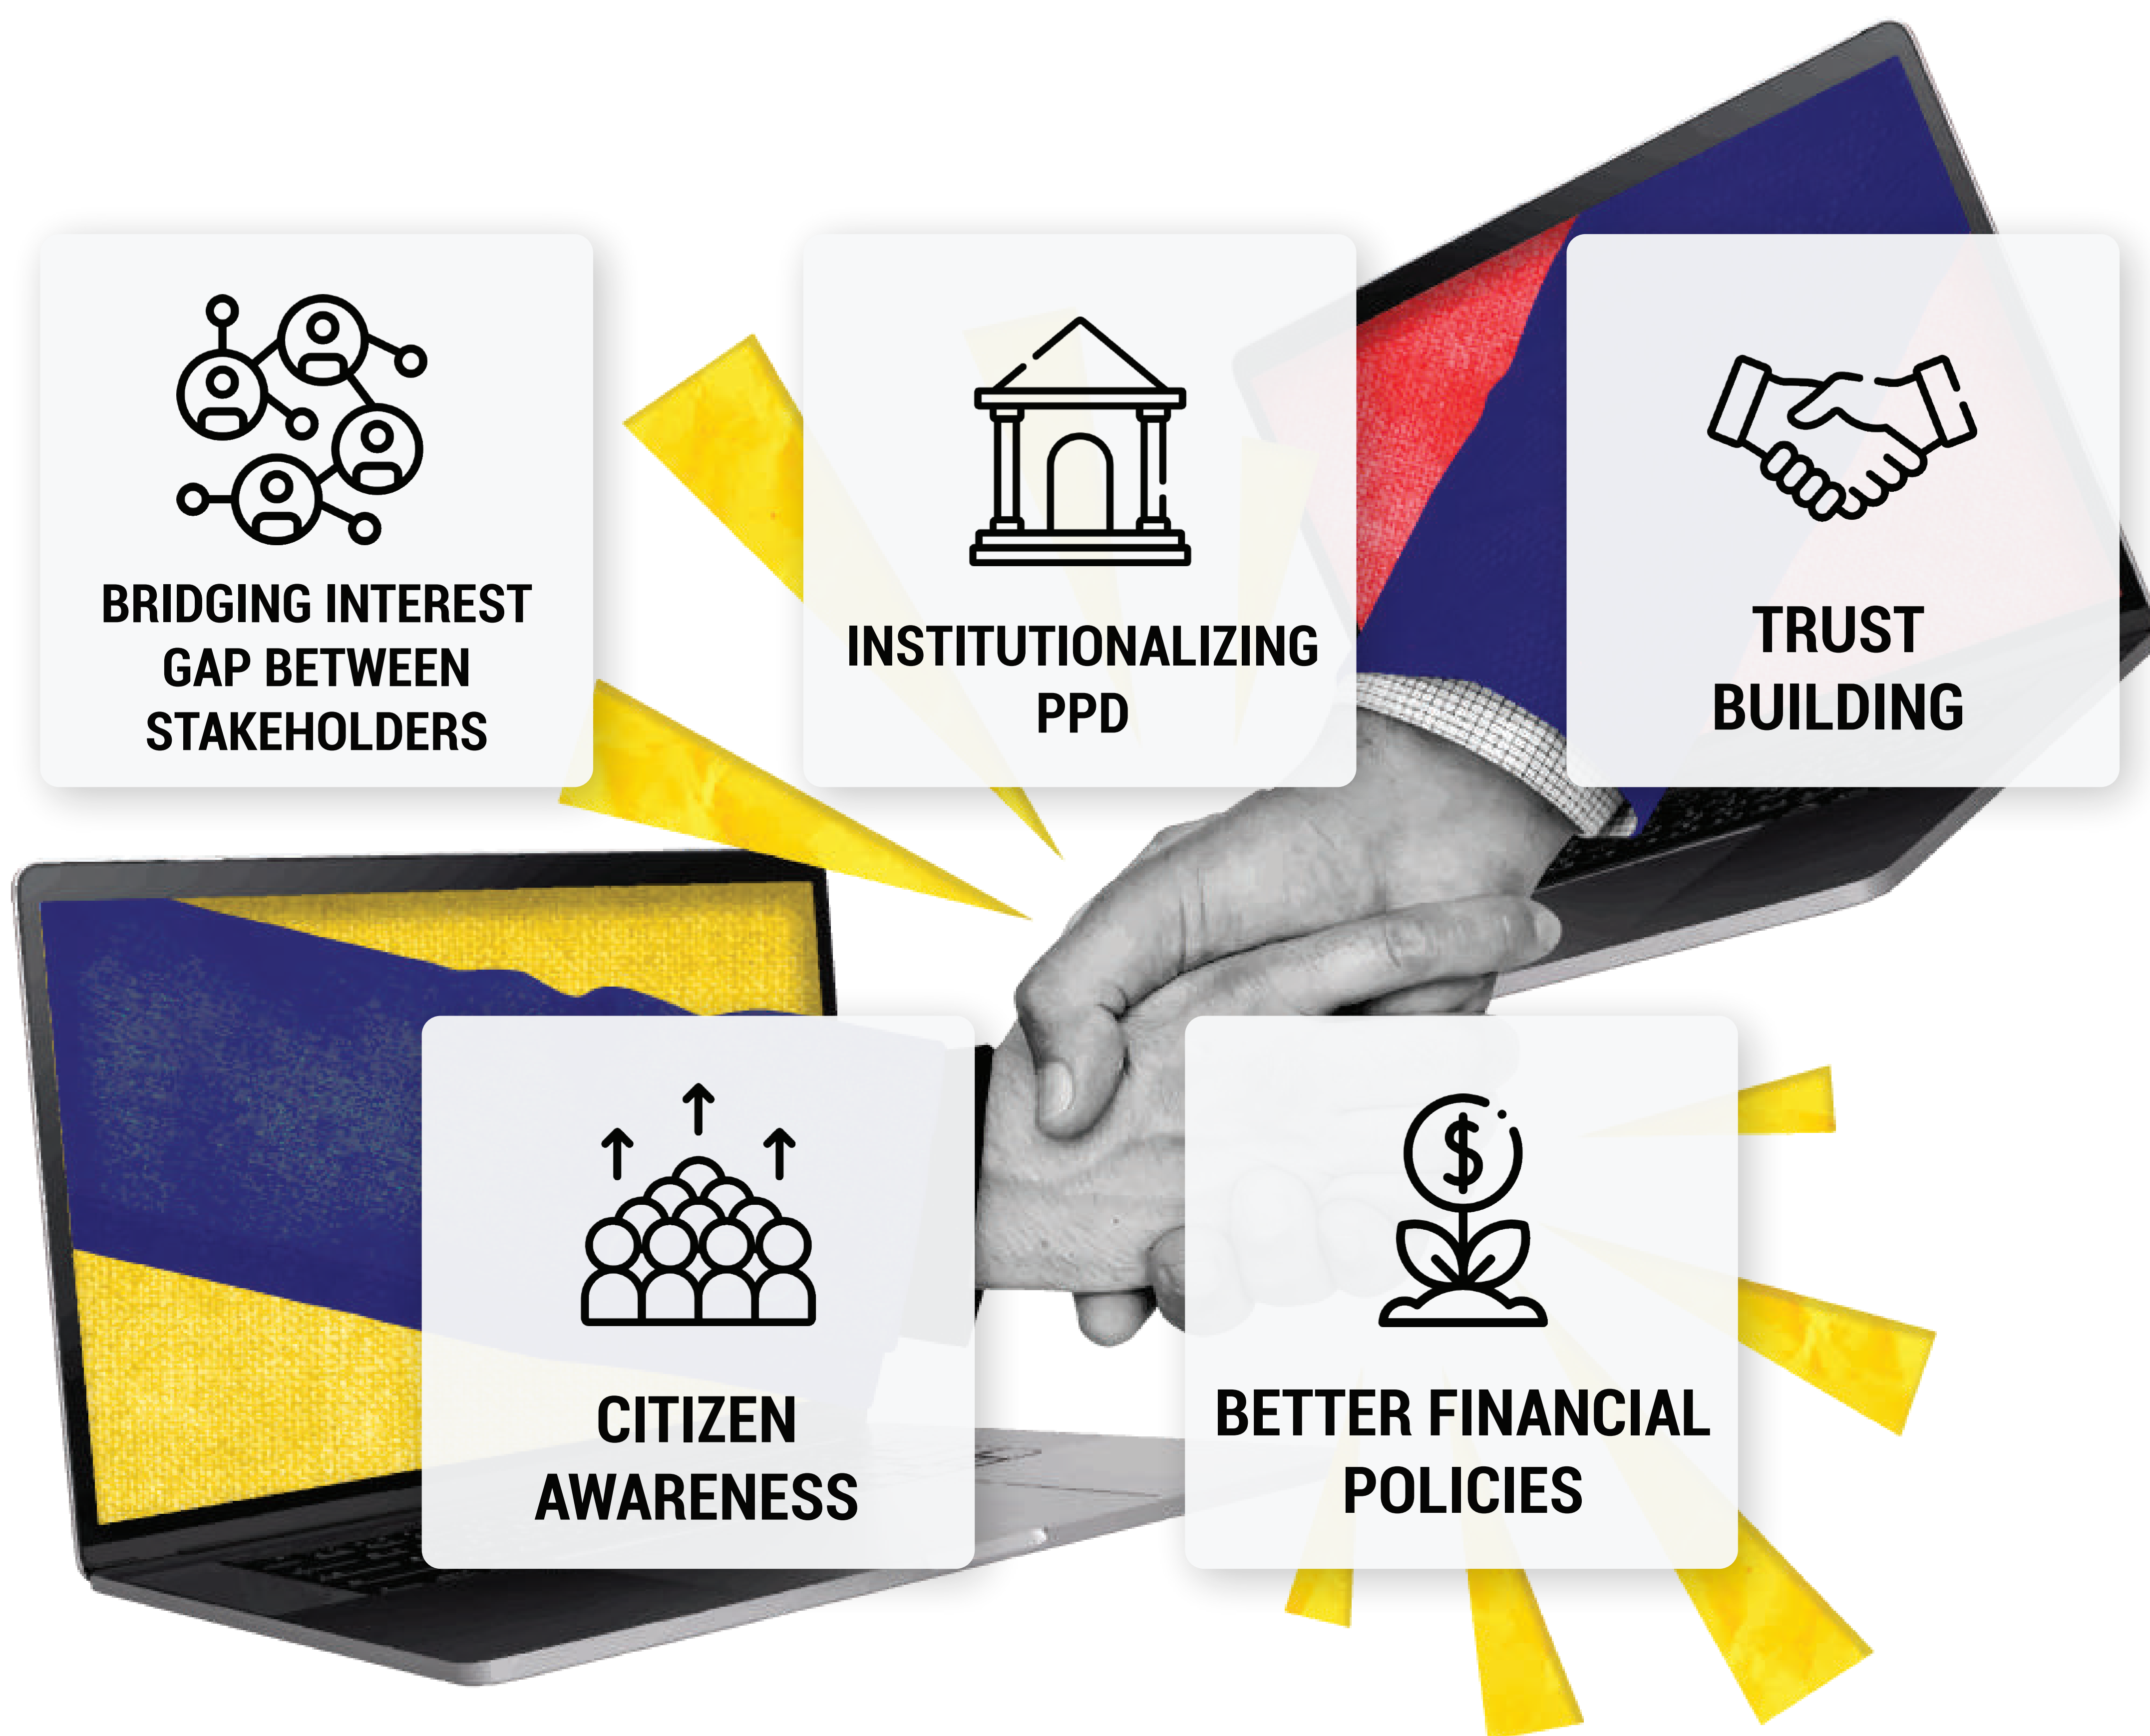 BRIDGING INTEREST
GAP BETWEEN
STAKEHOLDERS
INSTITUTIONALIZING
PPD
TRUST
BUILDING
CITIZEN
AWARENESS
$
BETTER FINANCIAL
POLICIES